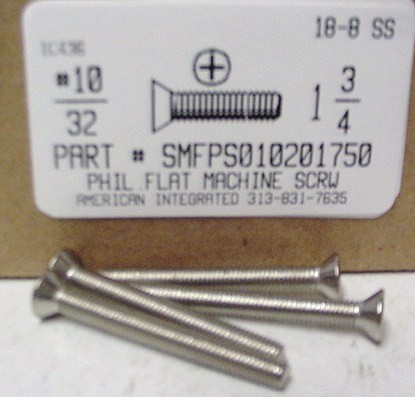 18-8 SS
#10
32
1 3/4
PART # SMFPS010201750
PHIL.FLAT MACHINE SCRW
AMERICAN INTEGRATED 313-831-7635